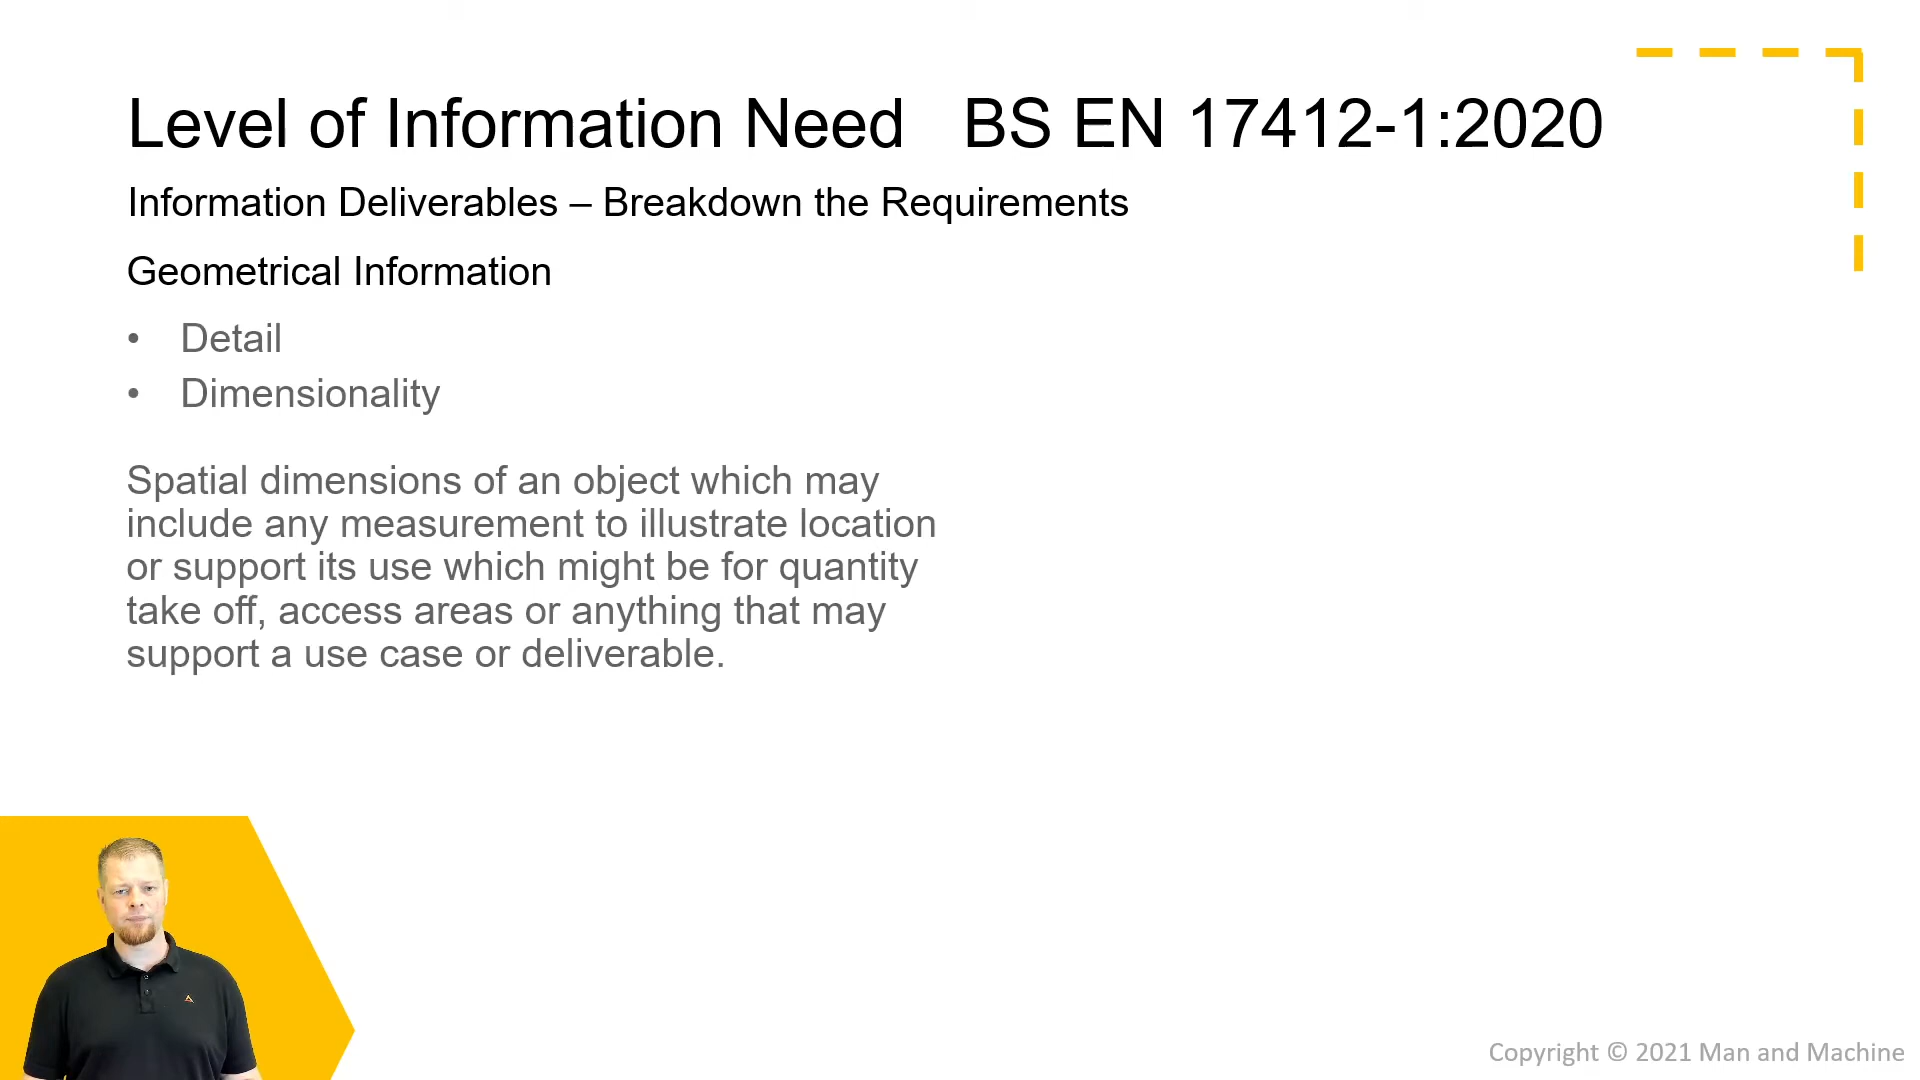 Level of Information Need   BS EN 17412-1:2020
Information Deliverables – Breakdown the Requirements
Geometrical Information
• Detail
• Dimensionality
Spatial dimensions of an object which may
include any measurement to illustrate location
or support its use which might be for quantity
take off, access areas or anything that may
support a use case or deliverable.
Copyright © 2021 Man and Machine